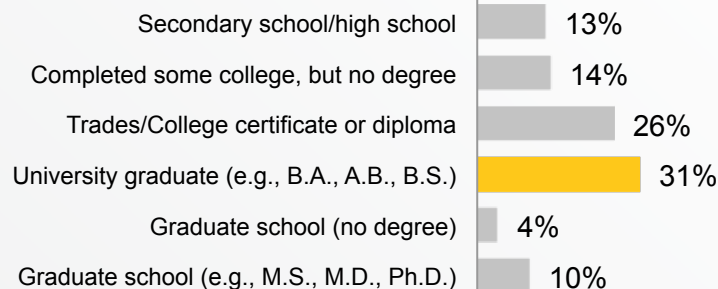 Secondary school/high school 13%
Completed some college, but no degree 14%
Trades/College certificate or diploma 26%
University graduate (e.g., B.A., A.B., B.S.) 31%
Graduate school (no degree) 4%
Graduate school (e.g., M.S., M.D., Ph.D.) 10%